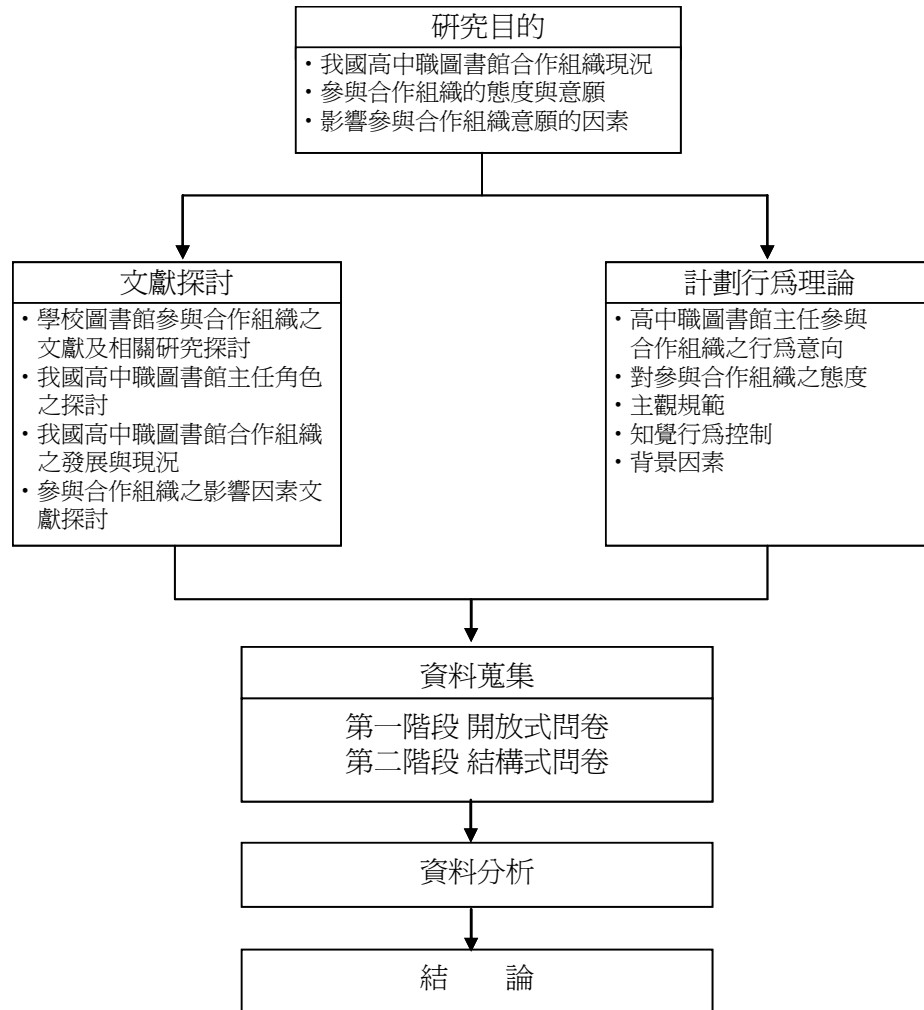 研究目的
・我國高中職圖書館合作組織現況
・參與合作組織的態度與意願
・影響參與合作組織意願的因素
文獻探討
・學校圖書館參與合作組織之
文獻及相關研究探討
・我國高中職圖書館主任角色
之探討
・我國高中職圖書館合作組織
之發展與現況
・參與合作組織之影響因素文
獻探討
計劃行為理論
・高中職圖書館主任參與
合作組織之行為意向
・對參與合作組織之態度
・主觀規範
・知覺行為控制
・背景因素
資料蒐集
第一階段 開放式問卷
第二階段 結構式問卷
資料分析
結　　論